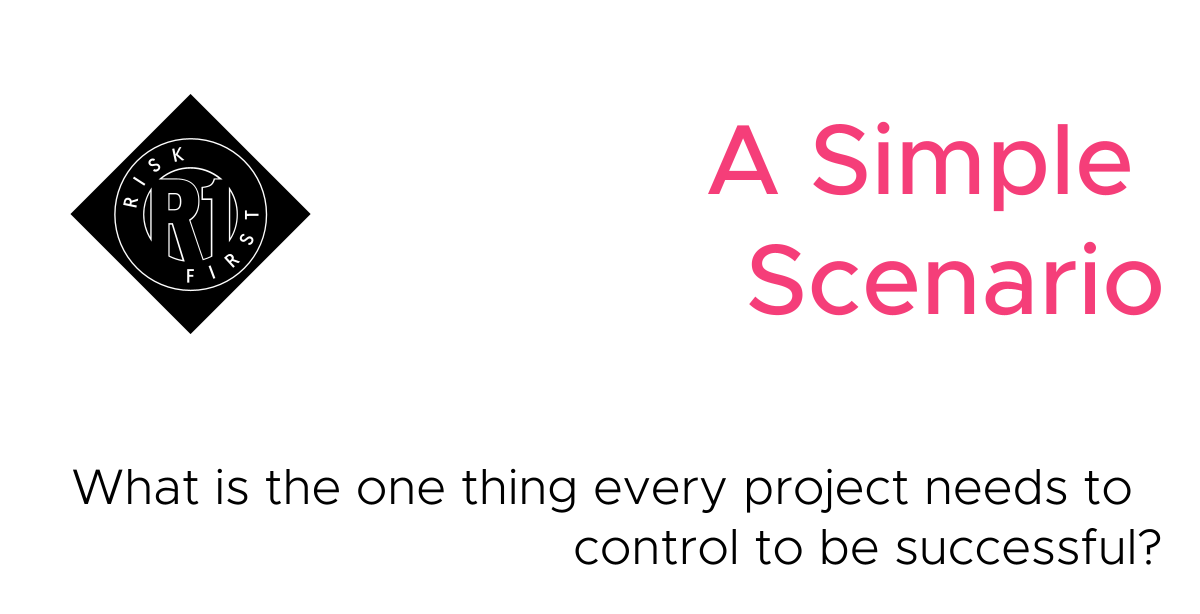 RISK
R1
FIRST
A Simple
Scenario
What is the one thing every project needs to
control to be successful?